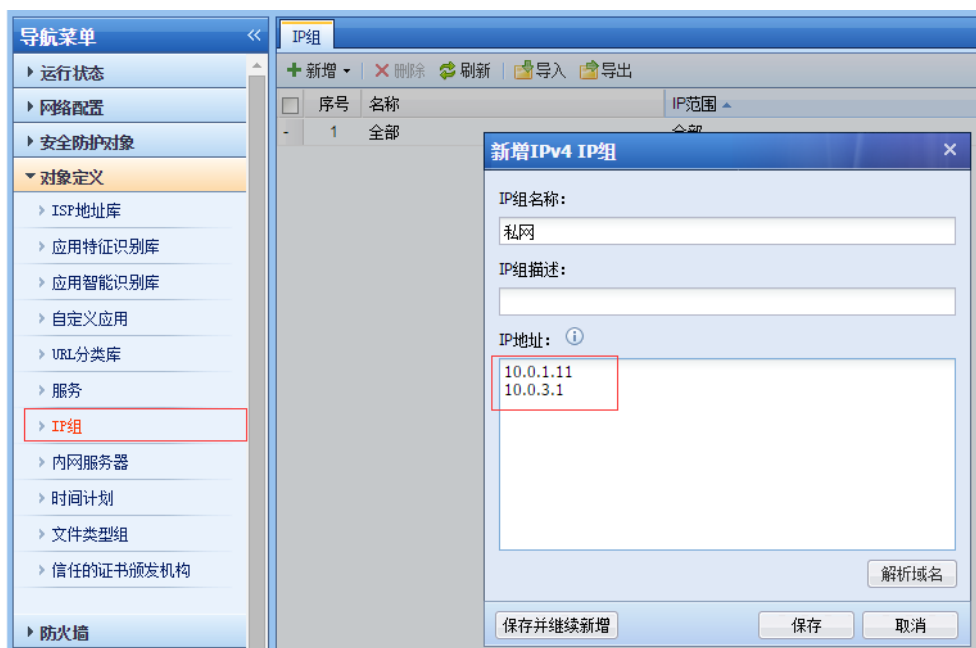 导航菜单
运行状态
网络配置
安全防护对象
对象定义
ISP地址库
应用特征识别库
应用智能识别库
自定义应用
URL分类库
服务
IP组
内网服务器
时间计划
文件类型组
信任的证书颁发机构
防火墙
IP组
新增 删除 刷新 导入 导出
序号 名称 IP范围
- 1 全部 全部
新增IPv4 IP组
IP组名称：
私网
IP组描述：
IP地址：
10.0.1.11
10.0.3.1
解析域名
保存并继续新增 保存 取消